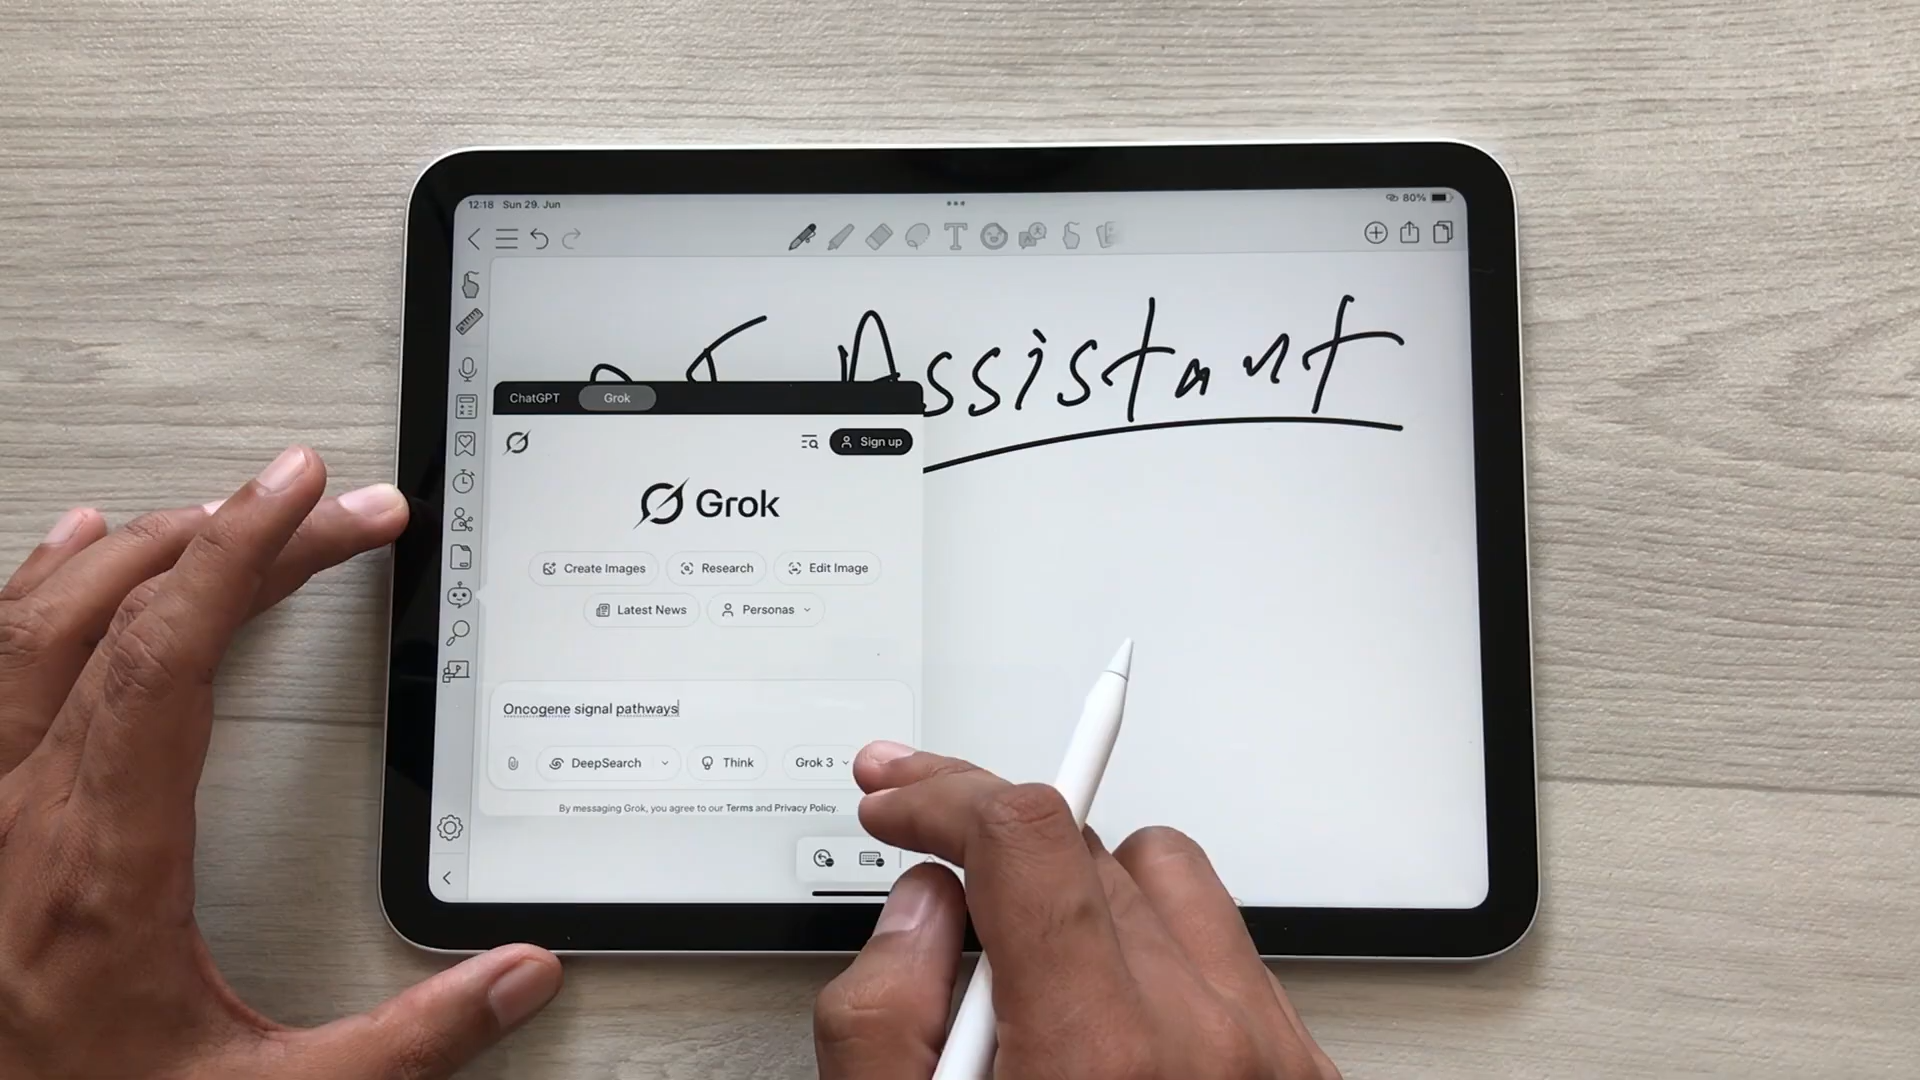 12:18 Sun 29. Jun
80%
Assistant
ChatGPT Grok
Sign up
Grok
Create Images Research Edit Image
Latest News Personas
Oncogene signal pathways
DeepSearch Think Grok 3
By messaging Grok, you agree to our Terms and Privacy Policy.